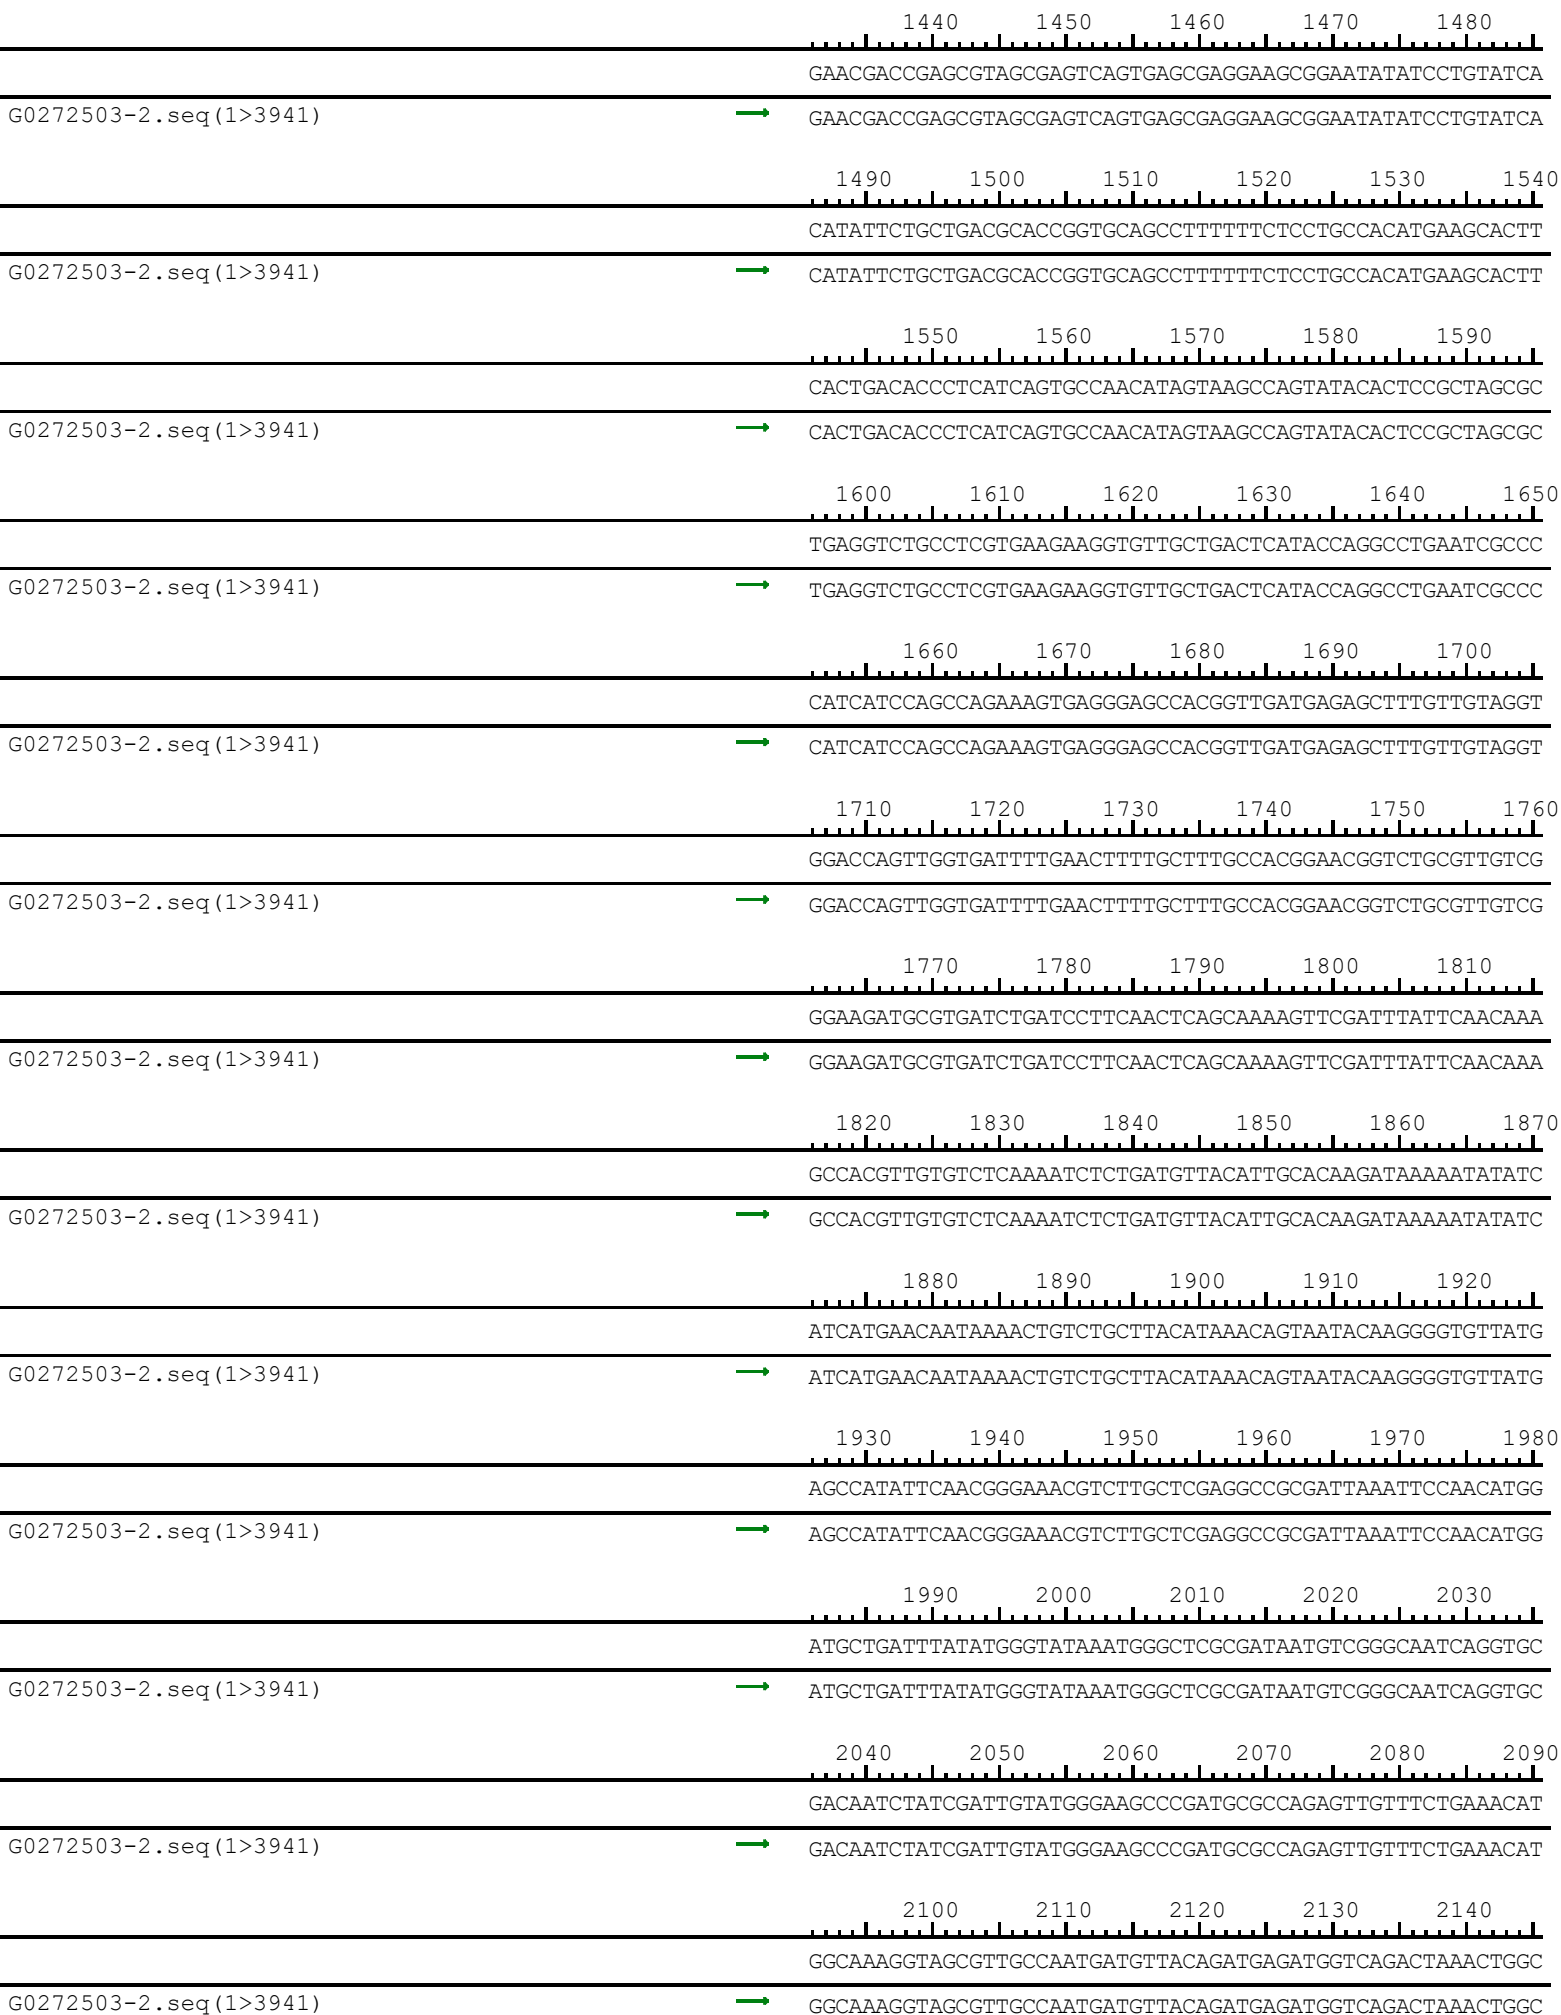 1440 1450 1460 1470 1480
GAACGACCGAGCGTAGCGAGTCAGTGAGCGAGGAAGCGGAATATATCCTGTATCA
G0272503-2.seq(1>3941) GAACGACCGAGCGTAGCGAGTCAGTGAGCGAGGAAGCGGAATATATCCTGTATCA
1490 1500 1510 1520 1530 1540
CATATTCTGCTGACGCACCGGTGCAGCCTTTTTTCTCCTGCCACATGAAGCACTT
G0272503-2.seq(1>3941) CATATTCTGCTGACGCACCGGTGCAGCCTTTTTTCTCCTGCCACATGAAGCACTT
1550 1560 1570 1580 1590
CACTGACACCCTCATCAGTGCCAACATAGTAAGCCAGTATACACTCCGCTAGCGC
G0272503-2.seq(1>3941) CACTGACACCCTCATCAGTGCCAACATAGTAAGCCAGTATACACTCCGCTAGCGC
1600 1610 1620 1630 1640 1650
TGAGGTCTGCCTCGTGAAGAAGGTGTTGCTGACTCATACCAGGCCTGAATCGCCC
G0272503-2.seq(1>3941) TGAGGTCTGCCTCGTGAAGAAGGTGTTGCTGACTCATACCAGGCCTGAATCGCCC
1660 1670 1680 1690 1700
CATCATCCAGCCAGAAAGTGAGGGAGCCACGGTTGATGAGAGCTTTGTTGTAGGT
G0272503-2.seq(1>3941) CATCATCCAGCCAGAAAGTGAGGGAGCCACGGTTGATGAGAGCTTTGTTGTAGGT
1710 1720 1730 1740 1750 1760
GGACCAGTTGGTGATTTTGAACTTTTGCTTTGCCACGGAACGGTCTGCGTTGTCG
G0272503-2.seq(1>3941) GGACCAGTTGGTGATTTTGAACTTTTGCTTTGCCACGGAACGGTCTGCGTTGTCG
1770 1780 1790 1800 1810
GGAAGATGCGTGATCTGATCCTTCAACTCAGCAAAAGTTCGATTTATTCAACAAA
G0272503-2.seq(1>3941) GGAAGATGCGTGATCTGATCCTTCAACTCAGCAAAAGTTCGATTTATTCAACAAA
1820 1830 1840 1850 1860 1870
GCCACGTTGTGTCTCAAAATCTCTGATGTTACATTGCACAAGATAAAAATATATC
G0272503-2.seq(1>3941) GCCACGTTGTGTCTCAAAATCTCTGATGTTACATTGCACAAGATAAAAATATATC
1880 1890 1900 1910 1920
ATCATGAACAATAAAACTGTCTGCTTACATAAACAGTAATACAAGGGGTGTTATG
G0272503-2.seq(1>3941) ATCATGAACAATAAAACTGTCTGCTTACATAAACAGTAATACAAGGGGTGTTATG
1930 1940 1950 1960 1970 1980
AGCCATATTCAACGGGAAACGTCTTGCTCGAGGCCGCGATTAAATTCCAACATGG
G0272503-2.seq(1>3941) AGCCATATTCAACGGGAAACGTCTTGCTCGAGGCCGCGATTAAATTCCAACATGG
1990 2000 2010 2020 2030
ATGCTGATTTATATGGGTATAAATGGGCTCGCGATAATGTCGGGCAATCAGGTGC
G0272503-2.seq(1>3941) ATGCTGATTTATATGGGTATAAATGGGCTCGCGATAATGTCGGGCAATCAGGTGC
2040 2050 2060 2070 2080 2090
GACAATCTATCGATTGTATGGGAAGCCCGATGCGCCAGAGTTGTTTCTGAAACAT
G0272503-2.seq(1>3941) GACAATCTATCGATTGTATGGGAAGCCCGATGCGCCAGAGTTGTTTCTGAAACAT
2100 2110 2120 2130 2140
GGCAAAGGTAGCGTTGCCAATGATGTTACAGATGAGATGGTCAGACTAAACTGGC
G0272503-2.seq(1>3941) GGCAAAGGTAGCGTTGCCAATGATGTTACAGATGAGATGGTCAGACTAAACTGGC